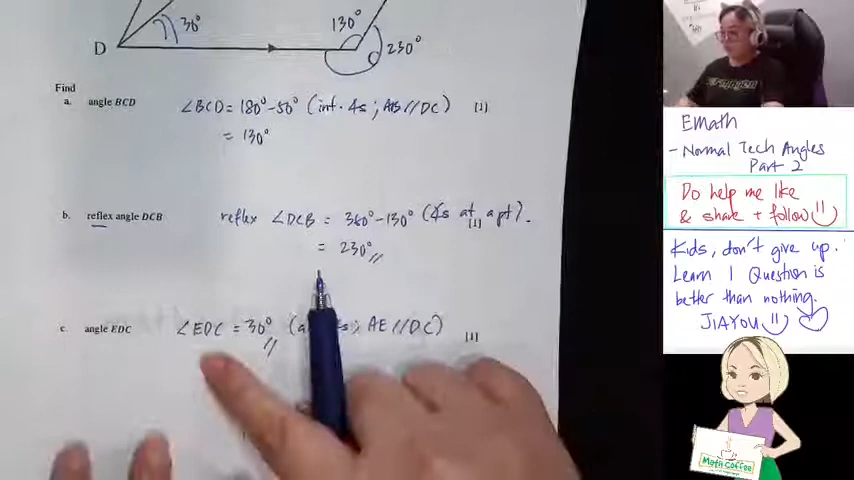 30°
130°
D
230°
Find
a. angle BCD
∠BCD = 180° - 50° (int. ∠s ; AB // DC) [1]
= 130°
b. reflex angle DCB
reflex ∠DCB = 360° - 130° (∠s at a pt).
[1]
= 230°
c. angle EDC
∠EDC = 30° s; AE // DC) [1]
EMath
- Normal Tech Angles
Part 2
Do help me like
& share + follow
Kids, don't give up.
Learn 1 Question is
better than nothing.
JIAYOU
Math Coffee